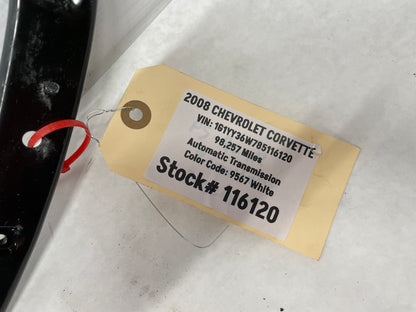 2008 CHEVROLET CORVETTE
VIN: 1G1YY36W785116120
98,257 Miles
Automatic Transmission
Color Code: 9567 White
Stock# 116120